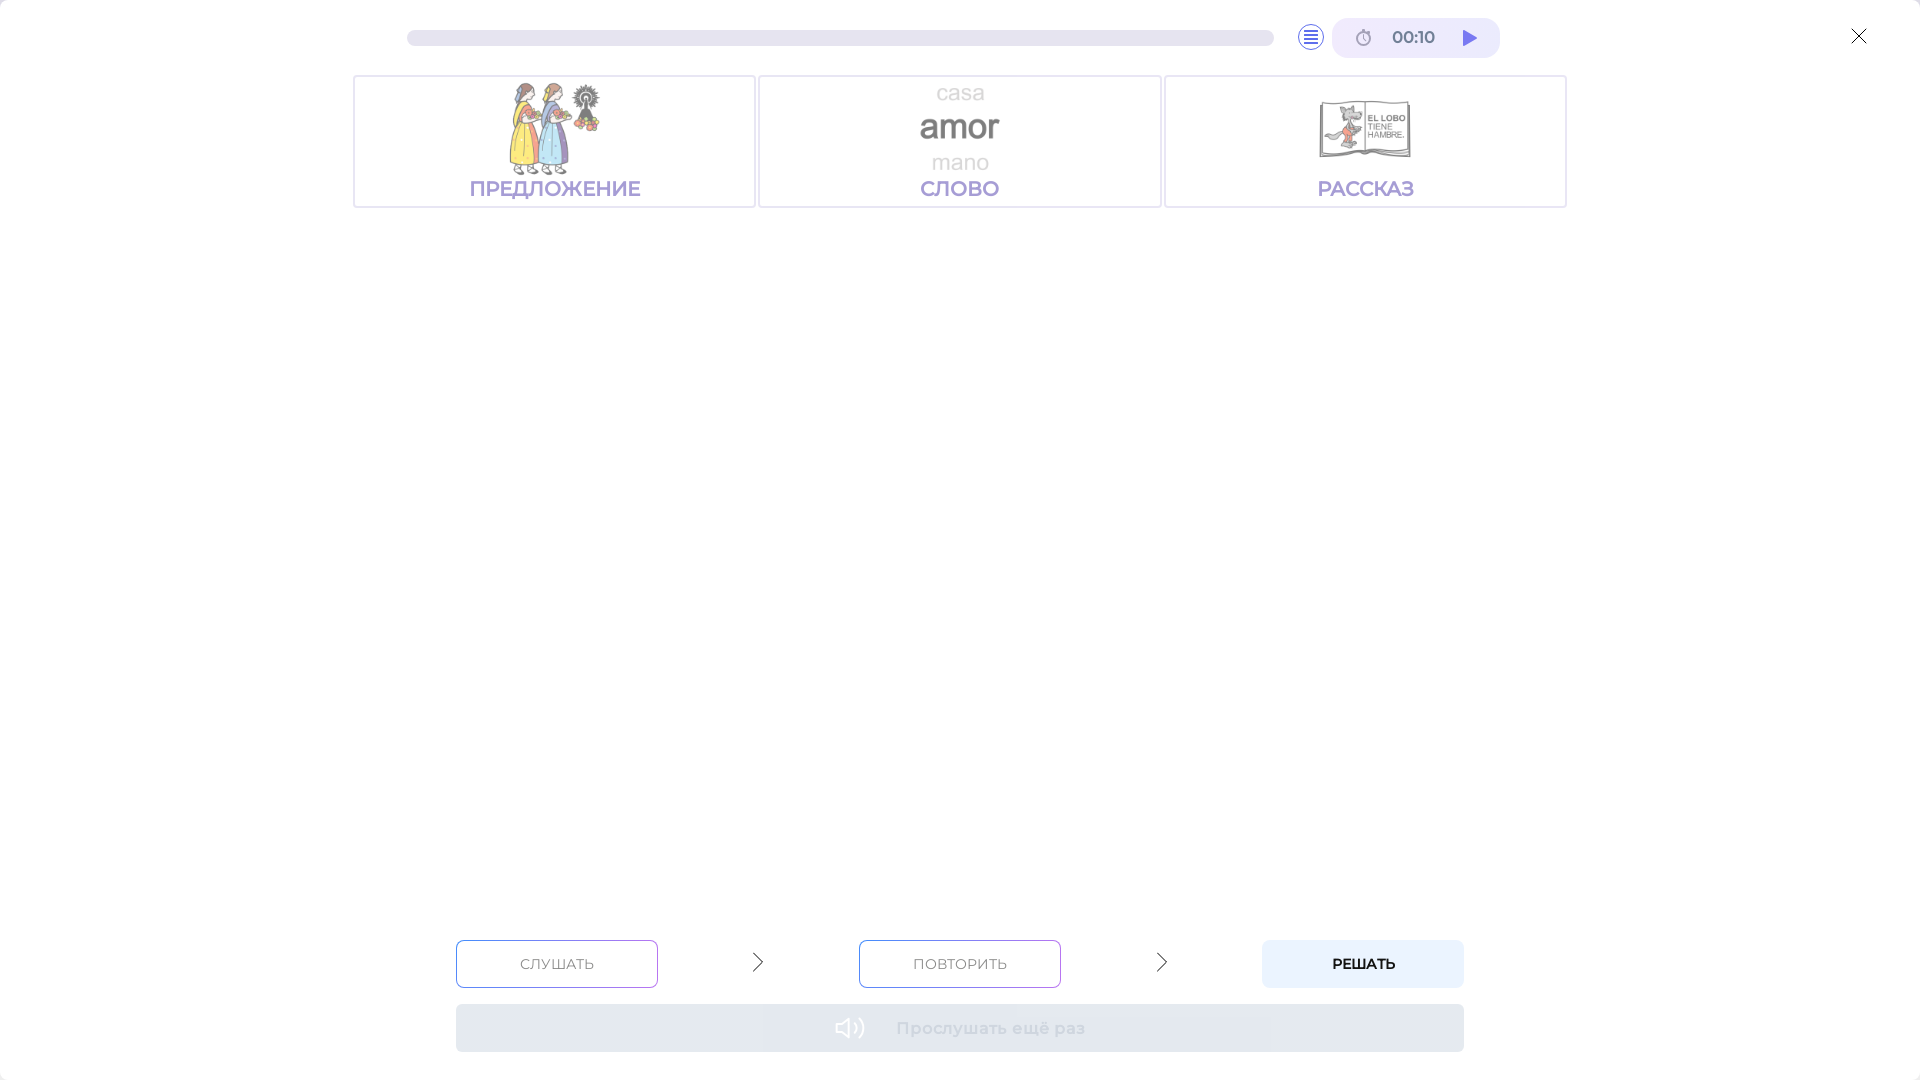 00:10
casa
amor
mano
ПРЕДЛОЖЕНИЕ
СЛОВО
EL LOBO
TIENE
HAMBRE.
РАССКАЗ
СЛУШАТЬ
ПОВТОРИТЬ
РЕШАТЬ
Прослушать ещё раз